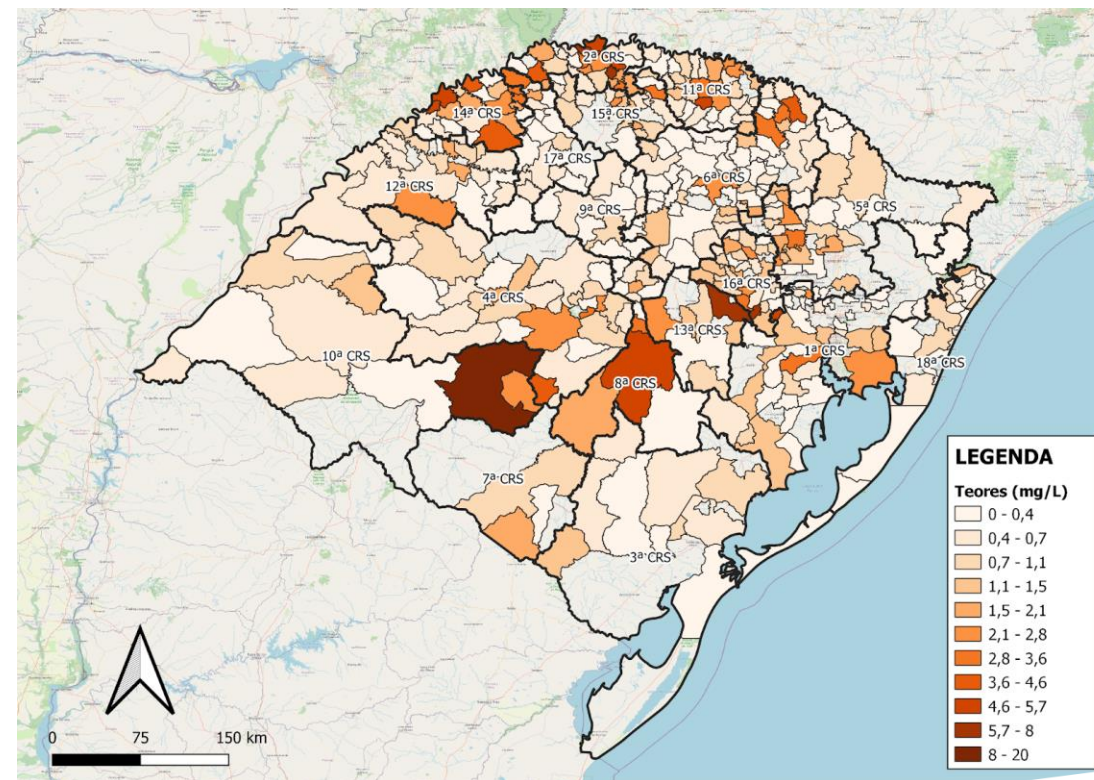 2ª CRS
11ª CRS
14ª CRS
15ª CRS
17ª CRS
6ª CRS
12ª CRS
5ª CRS
9ª CRS
16ª CRS
4ª CRS
13ª CRS
1ª CRS
10ª CRS
18ª CRS
8ª CRS
7ª CRS
3ª CRS
LEGENDA
Teores (mg/L)
0 - 0,4
0,4 - 0,7
0,7 - 1,1
1,1 - 1,5
1,5 - 2,1
2,1 - 2,8
2,8 - 3,6
3,6 - 4,6
4,6 - 5,7
5,7 - 8
8 - 20
0 75 150 km